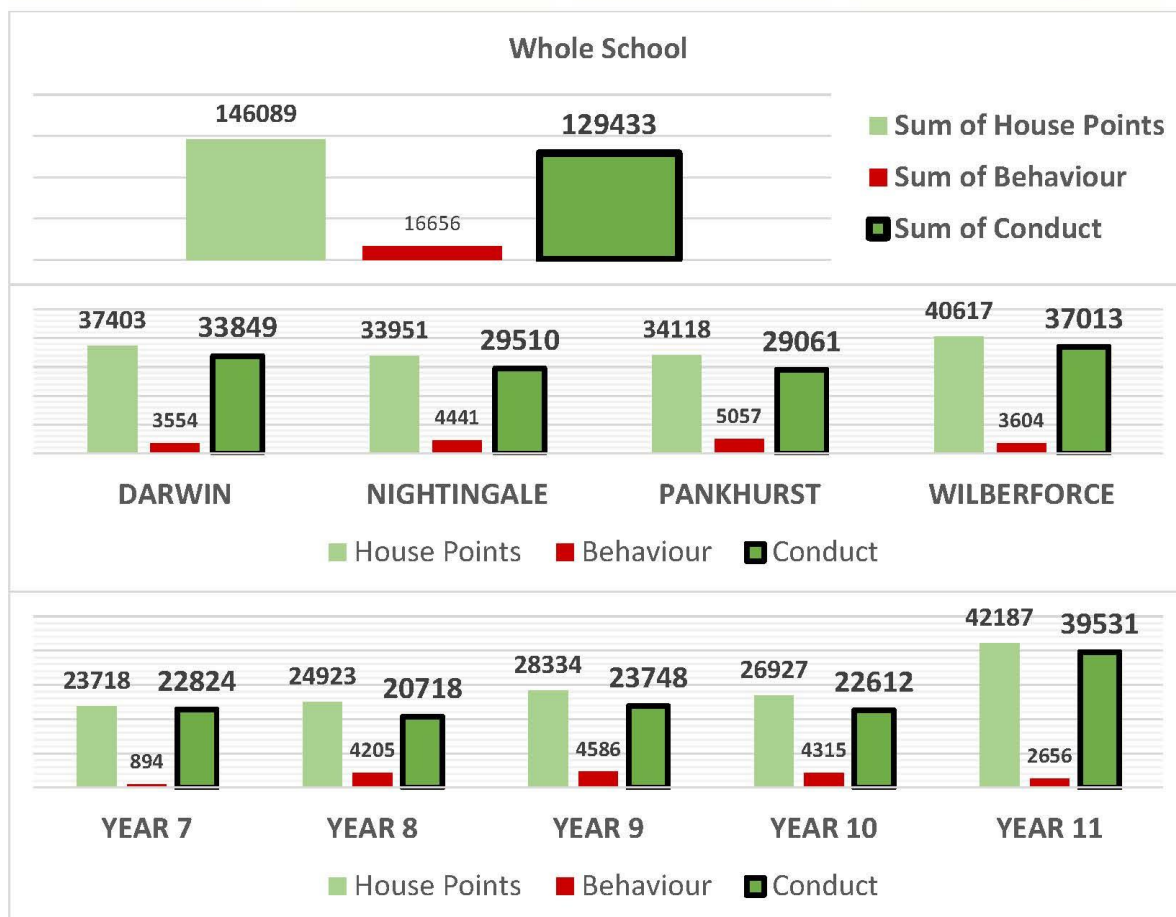 Whole School
146089
16656
129433
Sum of House Points
Sum of Behaviour
Sum of Conduct
37403 3554 33849 33951 4441 29510 34118 5057 29061 40617 3604 37013
DARWIN NIGHTINGALE PANKHURST WILBERFORCE
House Points Behaviour Conduct
23718 894 22824 24923 4205 20718 28334 4586 23748 26927 4315 22612 42187 2656 39531
YEAR 7 YEAR 8 YEAR 9 YEAR 10 YEAR 11
House Points Behaviour Conduct